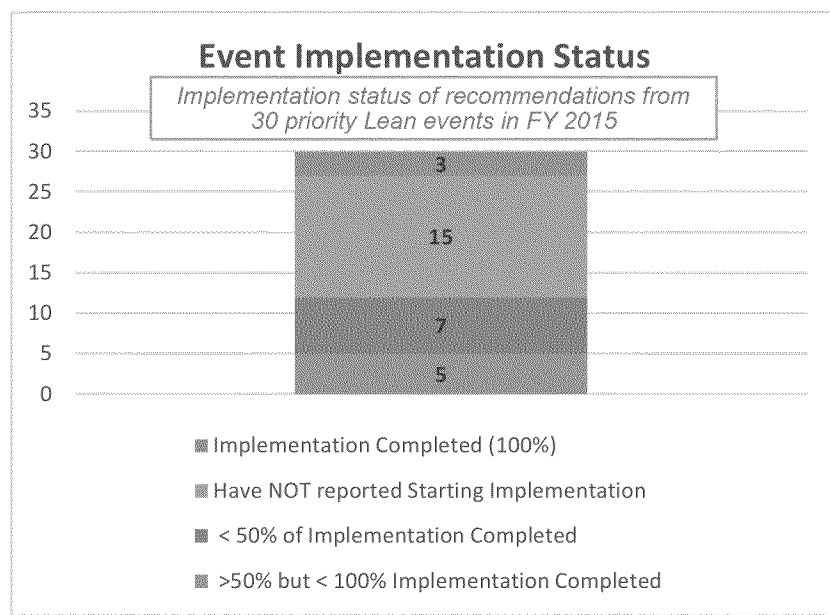 Event Implementation Status
Implementation status of recommendations from
30 priority Lean events in FY 2015
35
30
25
20
15
10
5
0
3
15
7
5
Implementation Completed (100%)
Have NOT reported Starting Implementation
< 50% of Implementation Completed
>50% but < 100% Implementation Completed